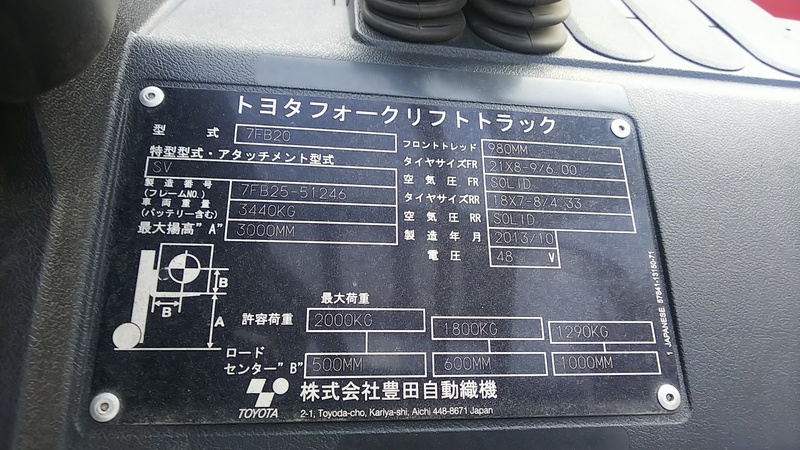 トヨタフォークリフトトラック
型式 7FB20
特型型式・アタッチメント型式
SV
製造番号(フレームNO.) 7FB25-51246
車両重量(バッテリー含む) 3440KG
最大揚高"A" 3000MM
フロントトレッド 980MM
タイヤサイズFR 21X8-9/6.00
空気圧FR SOLID
タイヤサイズRR 18X7-8/4.33
空気圧RR SOLID
製造年月 2013/10
電圧 48 V
B
B
A
最大荷重
許容荷重 2000KG 1800KG 1290KG
ロードセンター"B" 500MM 600MM 1000MM
TOYOTA
株式会社豊田自動織機
2-1, Toyoda-cho, Kariya-shi, Aichi 448-8671 Japan
1 JAPANESE 57641-13150-71